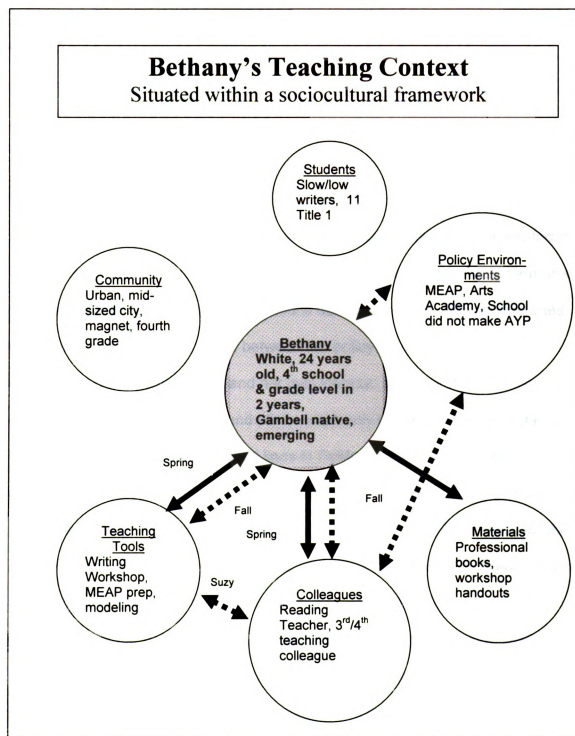 Bethany's Teaching Context
Situated within a sociocultural framework
Students
Slow/low
writers, 11
Title 1
Policy Environ-
ments
MEAP, Arts
Academy, School
did not make AYP
Community
Urban, mid-
sized city,
magnet, fourth
grade
Bethany
White, 24 years
old, 4th school
& grade level in
2 years,
Gambell native,
emerging
Spring
Fall
Spring
Fall
Teaching
Tools
Writing
Workshop,
MEAP prep,
modeling
Suzy
Colleagues
Reading
Teacher, 3rd/4th
teaching
colleague
Materials
Professional
books,
workshop
handouts